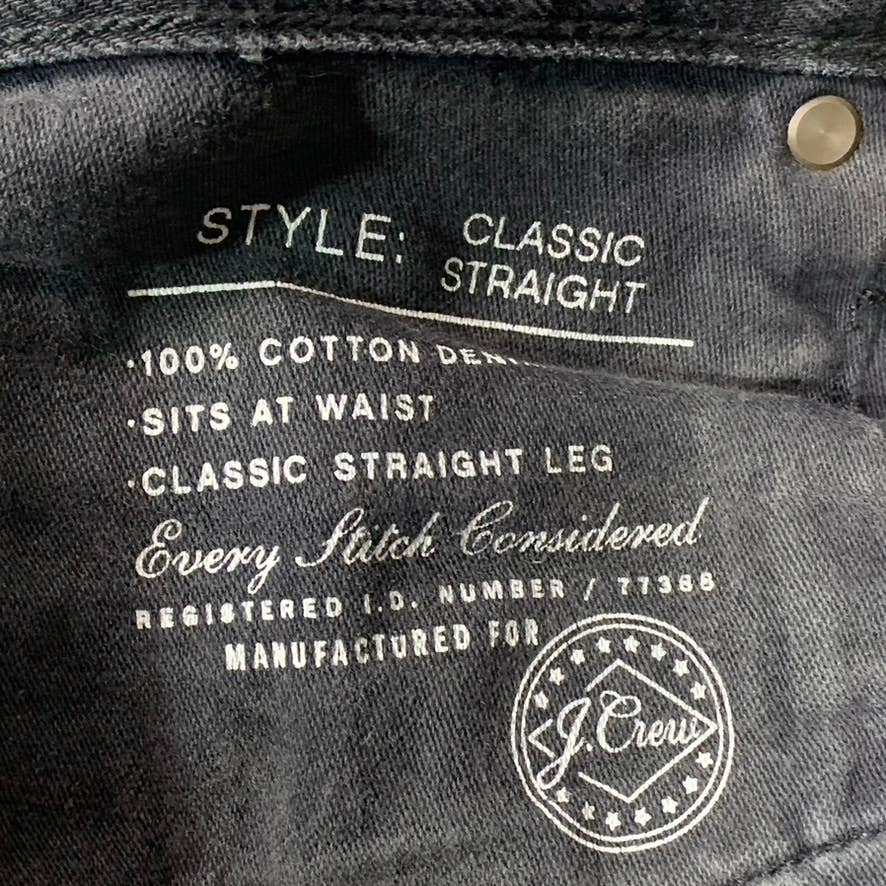 STYLE: CLASSIC
STRAIGHT
·100% COTTON
·SITS AT WAIST
·CLASSIC STRAIGHT LEG
Every Stitch Considered
REGISTERED I.D. NUMBER / 77388
MANUFACTURED FOR
J.Crew